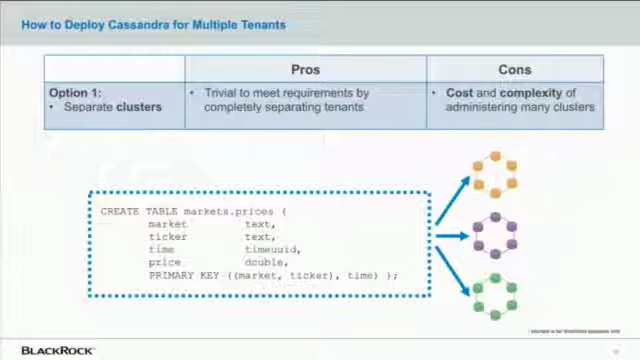 How to Deploy Cassandra for Multiple Tenants
Pros
Cons
Option 1:
• Separate clusters
• Trivial to meet requirements by
completely separating tenants
• Cost and complexity of
administering many clusters
CREATE TABLE markets.prices (
market text,
ticker text,
time timeuuid,
price double,
PRIMARY KEY ((market, ticker), time) );
BLACKROCK